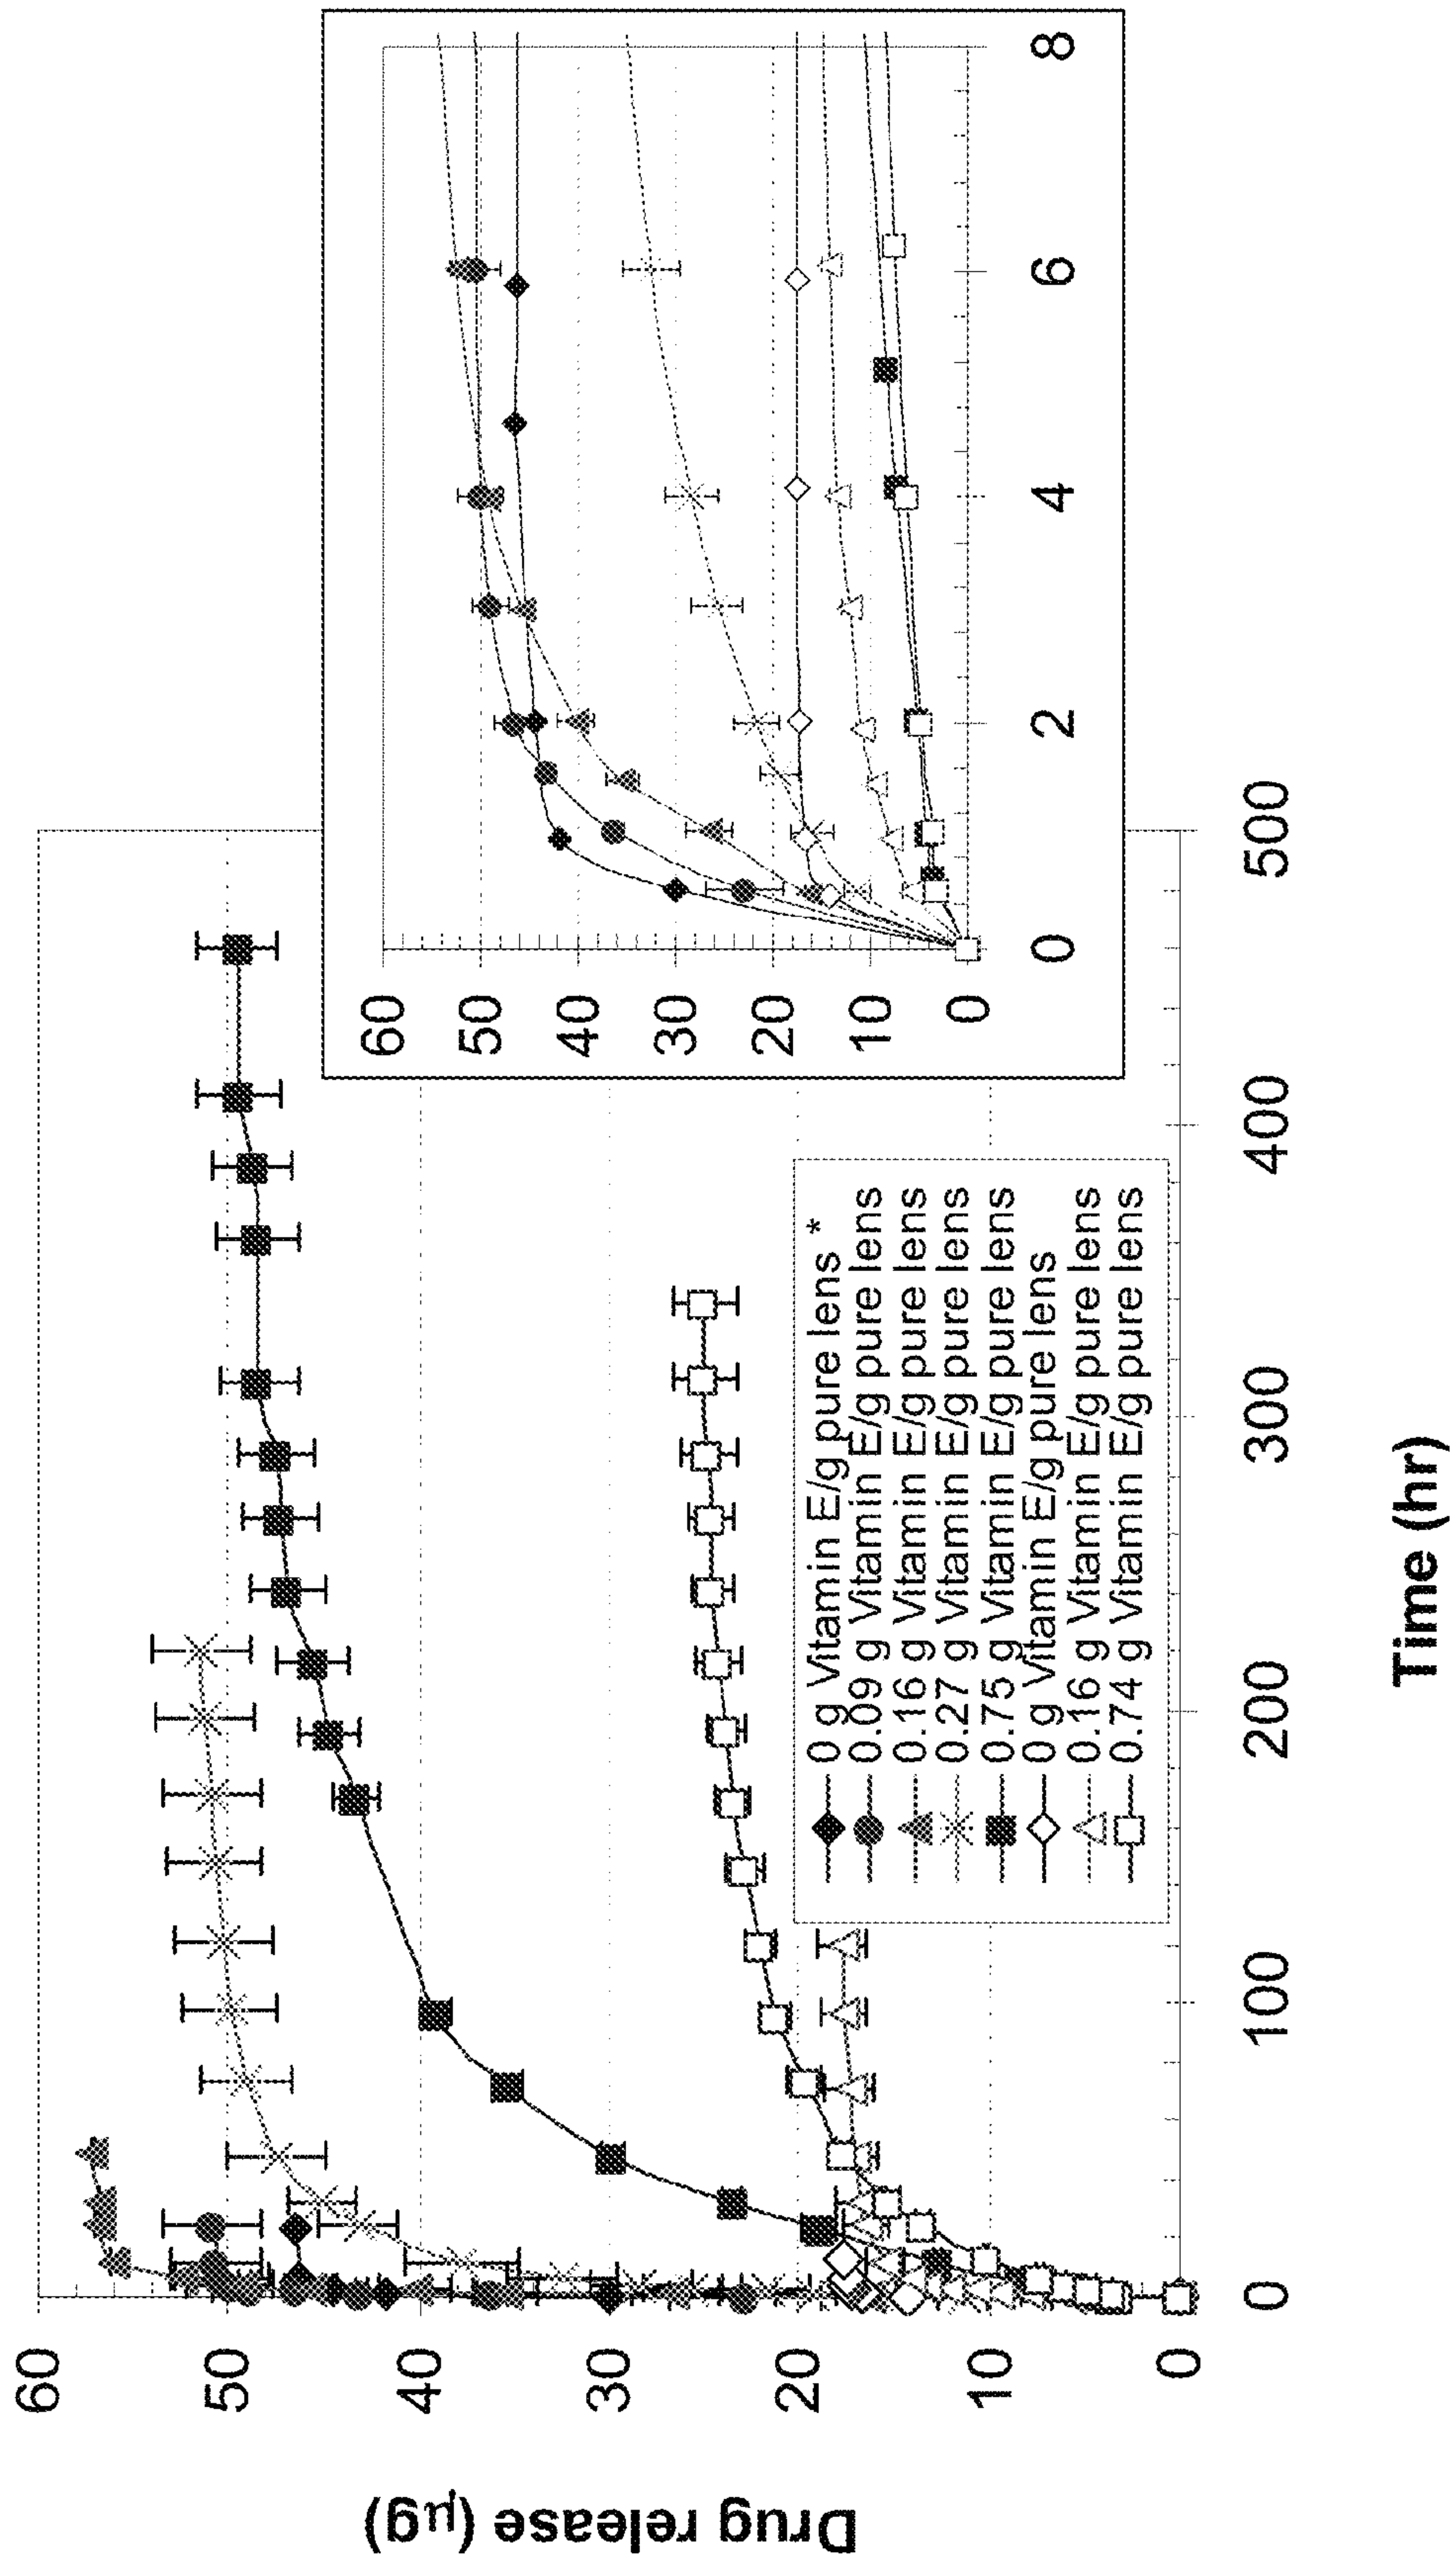 Drug release (μg)
60
50
40
30
20
10
0
0
100
200
300
400
500
Time (hr)
0 g Vitamin E/g pure lens *
0.09 g Vitamin E/g pure lens
0.16 g Vitamin E/g pure lens
0.27 g Vitamin E/g pure lens
0.75 g Vitamin E/g pure lens
0 g Vitamin E/g pure lens
0.16 g Vitamin E/g pure lens
0.74 g Vitamin E/g pure lens
60
50
40
30
20
10
0
0
2
4
6
8